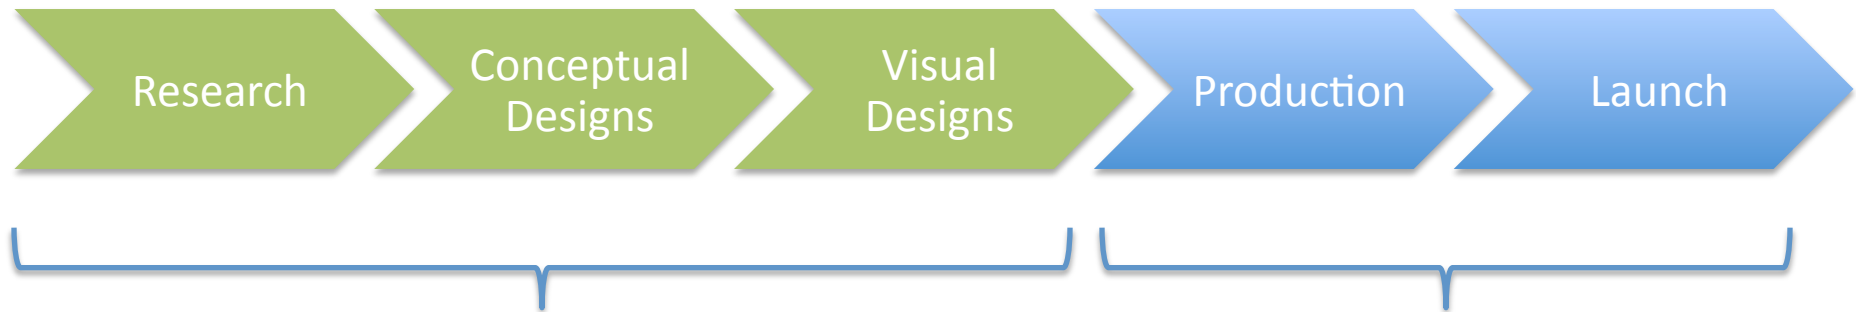 Research
Conceptual
Designs
Visual
Designs
Production
Launch